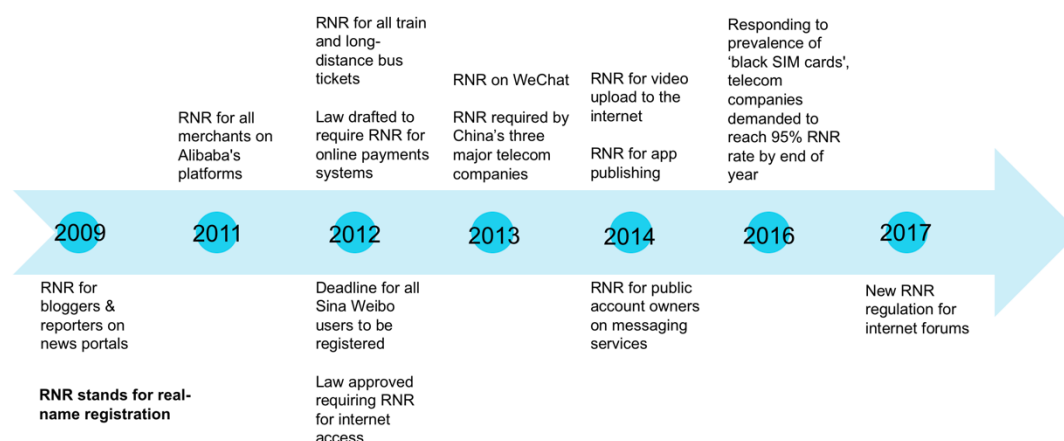 RNR for all train
and long-
distance bus
tickets
Law drafted to
require RNR for
online payments
systems
RNR for all
merchants on
Alibaba's
platforms
RNR on WeChat
RNR required by
China's three
major telecom
companies
RNR for video
upload to the
internet
RNR for app
publishing
Responding to
prevalence of
‘black SIM cards',
telecom
companies
demanded to
reach 95% RNR
rate by end of
year
2009
2011
2012
2013
2014
2016
2017
RNR for
bloggers &
reporters on
news portals
RNR stands for real-
name registration
Deadline for all
Sina Weibo
users to be
registered
Law approved
requiring RNR
for internet
access
RNR for public
account owners
on messaging
services
New RNR
regulation for
internet forums